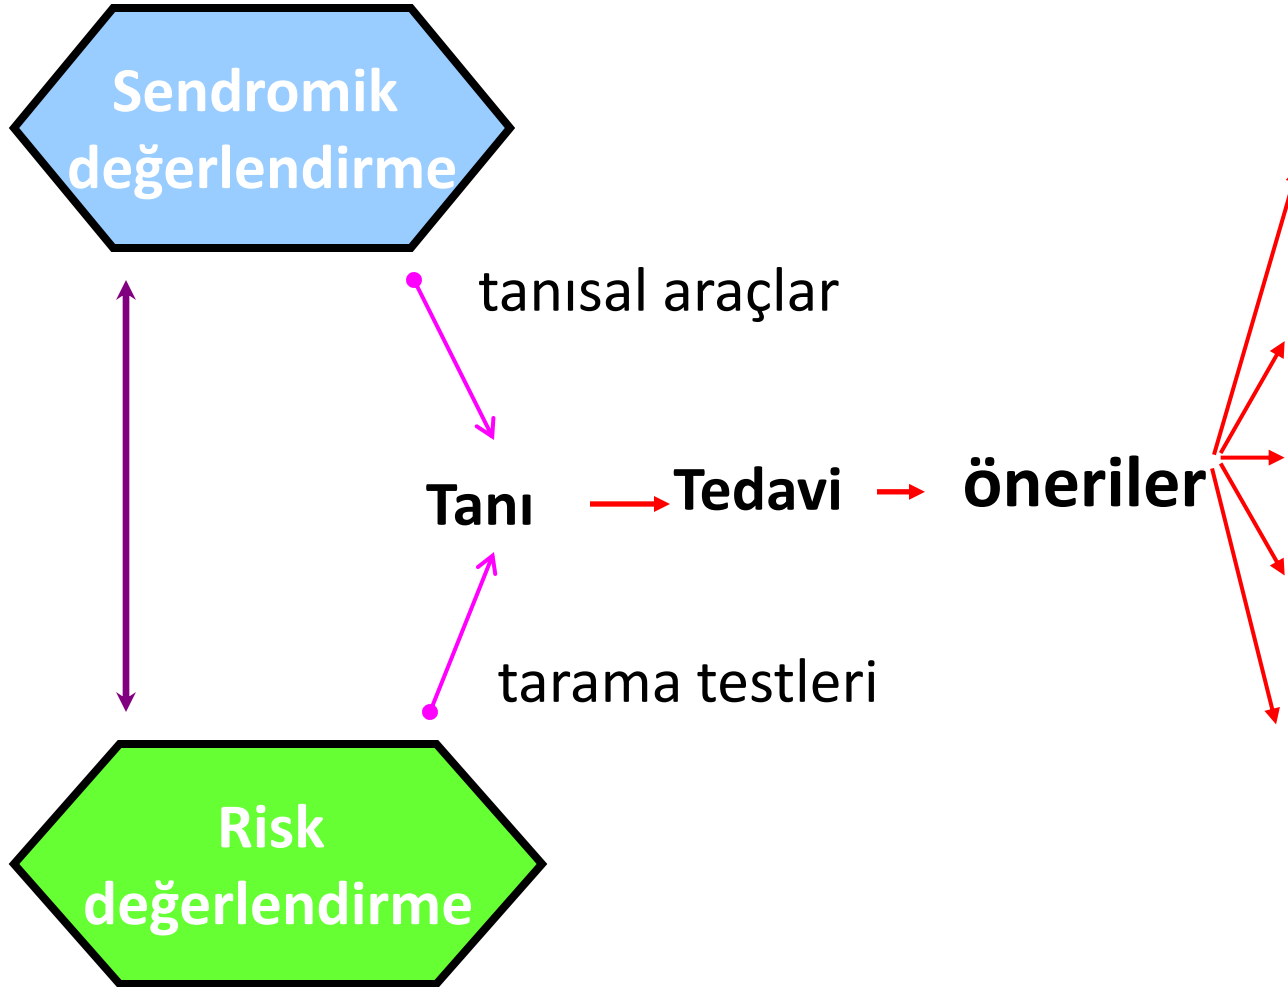 Sendromik
değerlendirme
tanısal araçlar
Tanı
Tedavi
öneriler
tarama testleri
Risk
değerlendirme